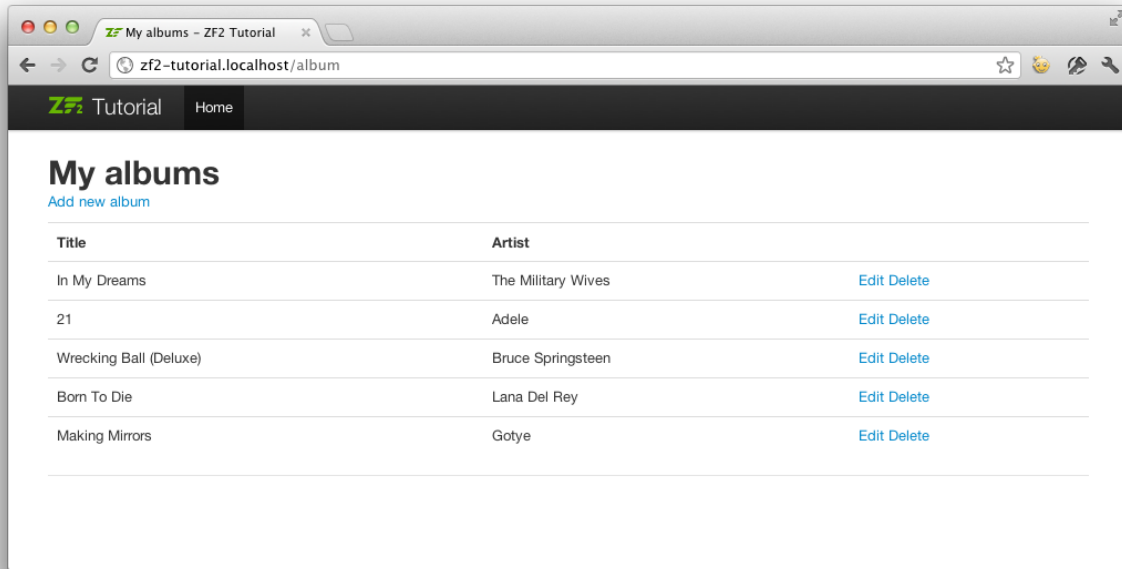 ZF My albums – ZF2 Tutorial
zf2-tutorial.localhost/album
ZF2 Tutorial Home
My albums
Add new album
Title Artist
In My Dreams The Military Wives Edit Delete
21 Adele Edit Delete
Wrecking Ball (Deluxe) Bruce Springsteen Edit Delete
Born To Die Lana Del Rey Edit Delete
Making Mirrors Gotye Edit Delete